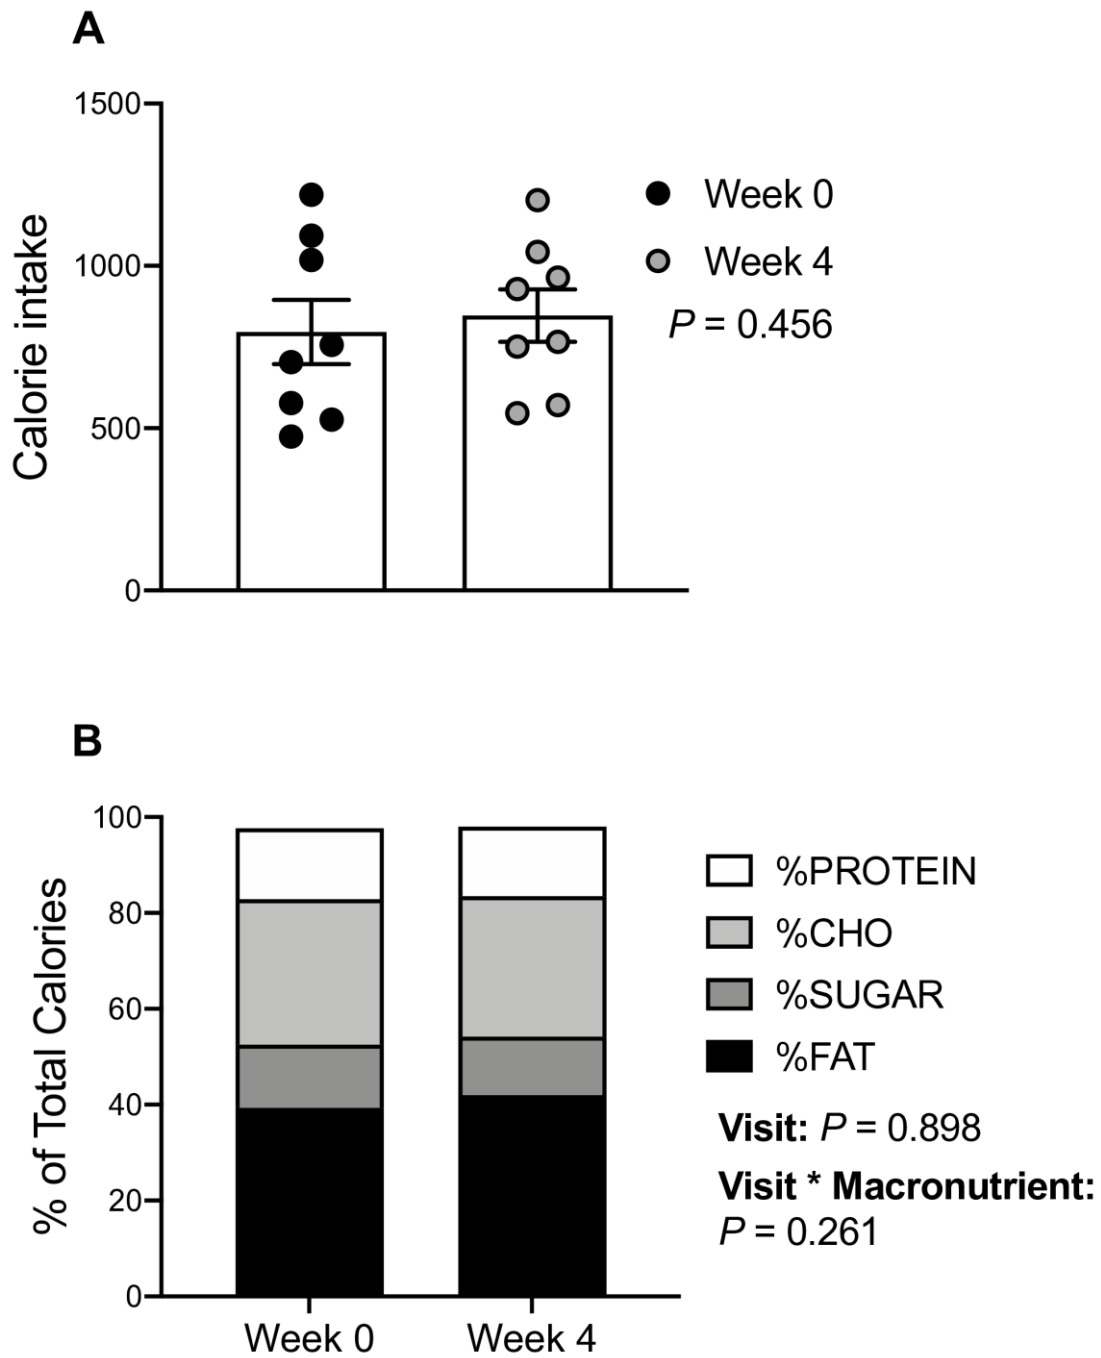 A
1500
1000
500
0
Calorie intake
Week 0
Week 4
P = 0.456
B
100
80
60
40
20
0
% of Total Calories
Week 0
Week 4
%PROTEIN
%CHO
%SUGAR
%FAT
Visit: P = 0.898
Visit * Macronutrient:
P = 0.261